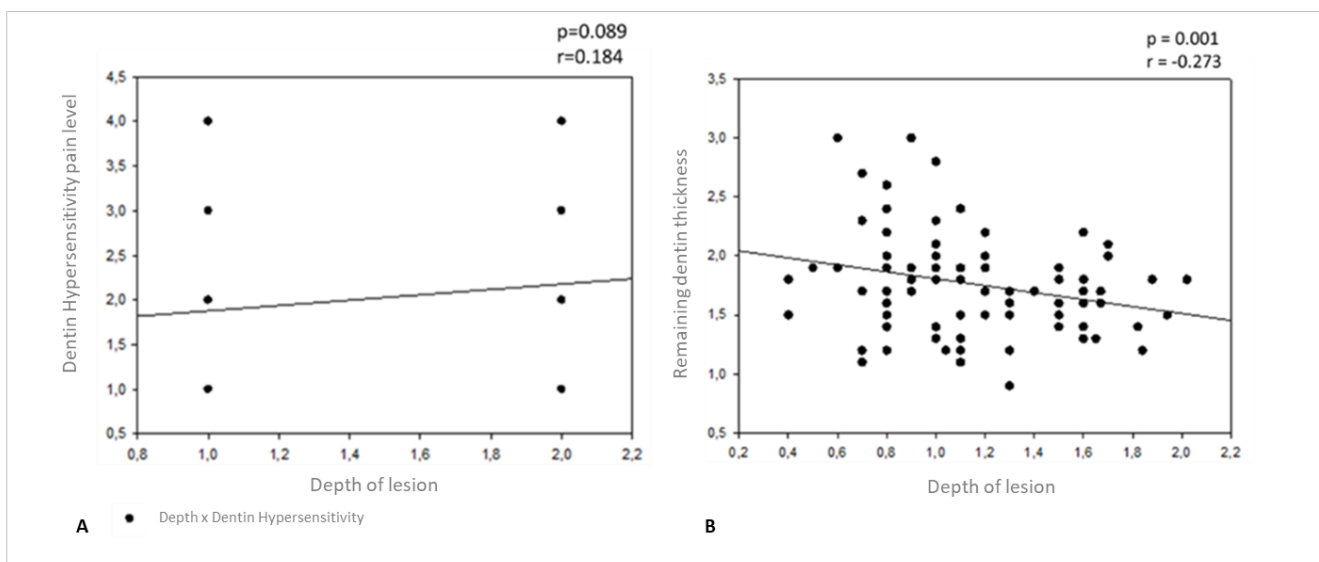 p=0.089
r=0.184
4,5
4,0
3,5
3,0
2,5
2,0
1,5
1,0
0,5
Dentin Hypersensitivity pain level
0,8 1,0 1,2 1,4 1,6 1,8 2,0 2,2
Depth of lesion
A
Depth x Dentin Hypersensitivity
p = 0.001
r = -0.273
3,5
3,0
2,5
2,0
1,5
1,0
0,5
Remaining dentin thickness
0,2 0,4 0,6 0,8 1,0 1,2 1,4 1,6 1,8 2,0 2,2
Depth of lesion
B